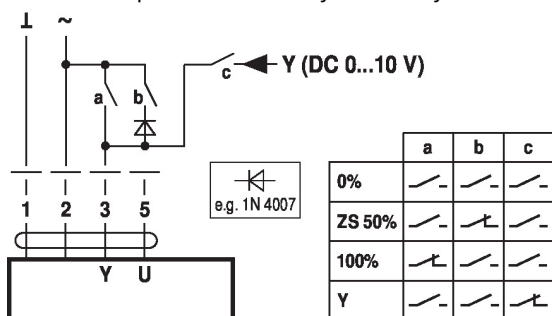 ⊥ ~
a b c Y (DC 0...10 V)
1 2 3 5
Y U
e.g. 1N 4007
a b c
0%
ZS 50%
100%
Y